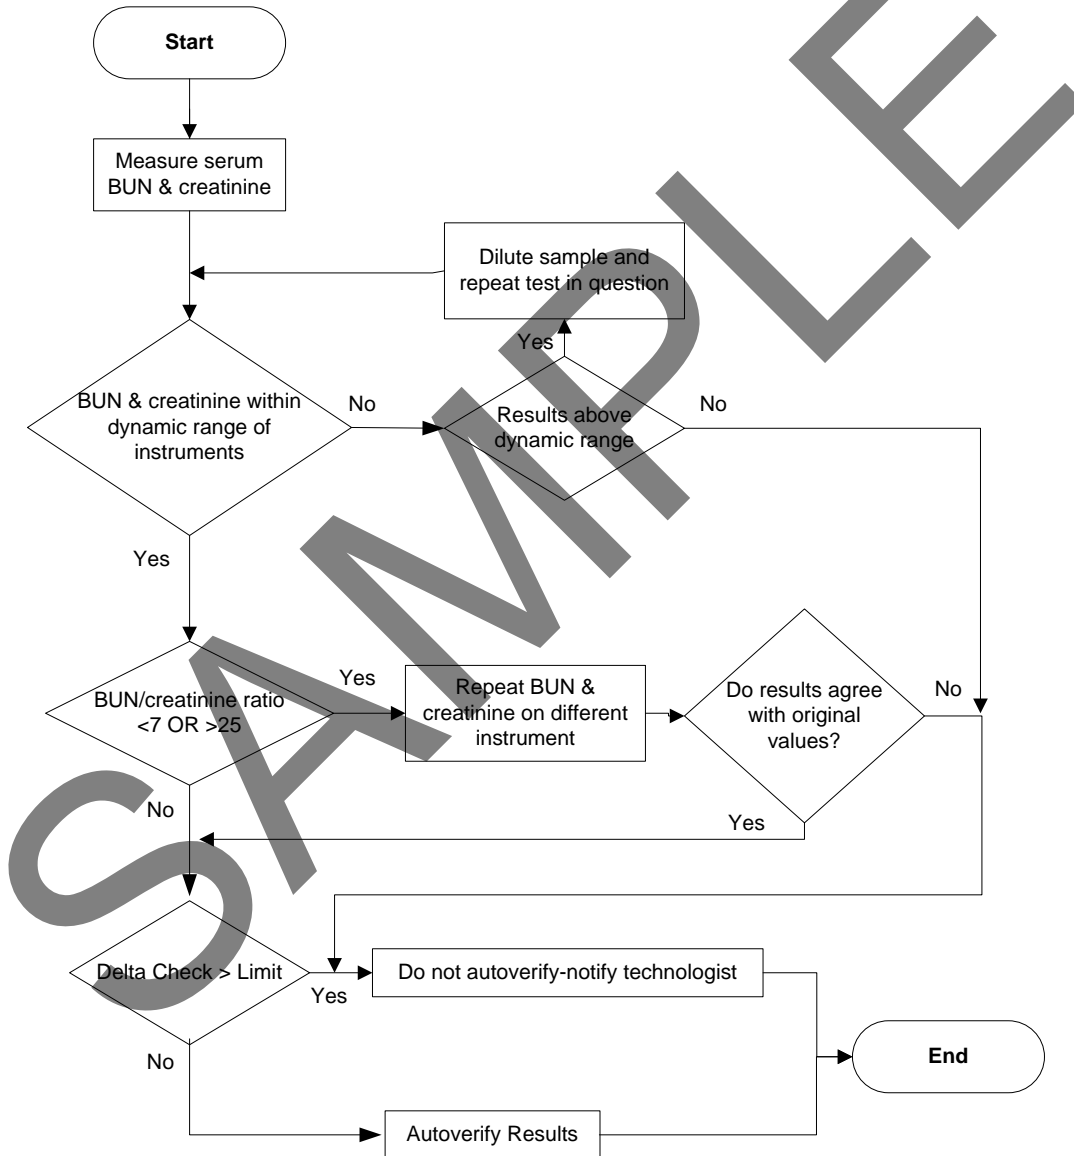 Start
Measure serum
BUN & creatinine
Dilute sample and
repeat test in question
Yes
BUN & creatinine within
dynamic range of
instruments
No
Results above
dynamic range
No
Yes
BUN/creatinine ratio
<7 OR >25
Yes
Repeat BUN &
creatinine on different
instrument
Do results agree
with original
values?
No
No
Yes
Delta Check > Limit
Yes
Do not autoverify-notify technologist
No
End
Autoverify Results
SAMPLE